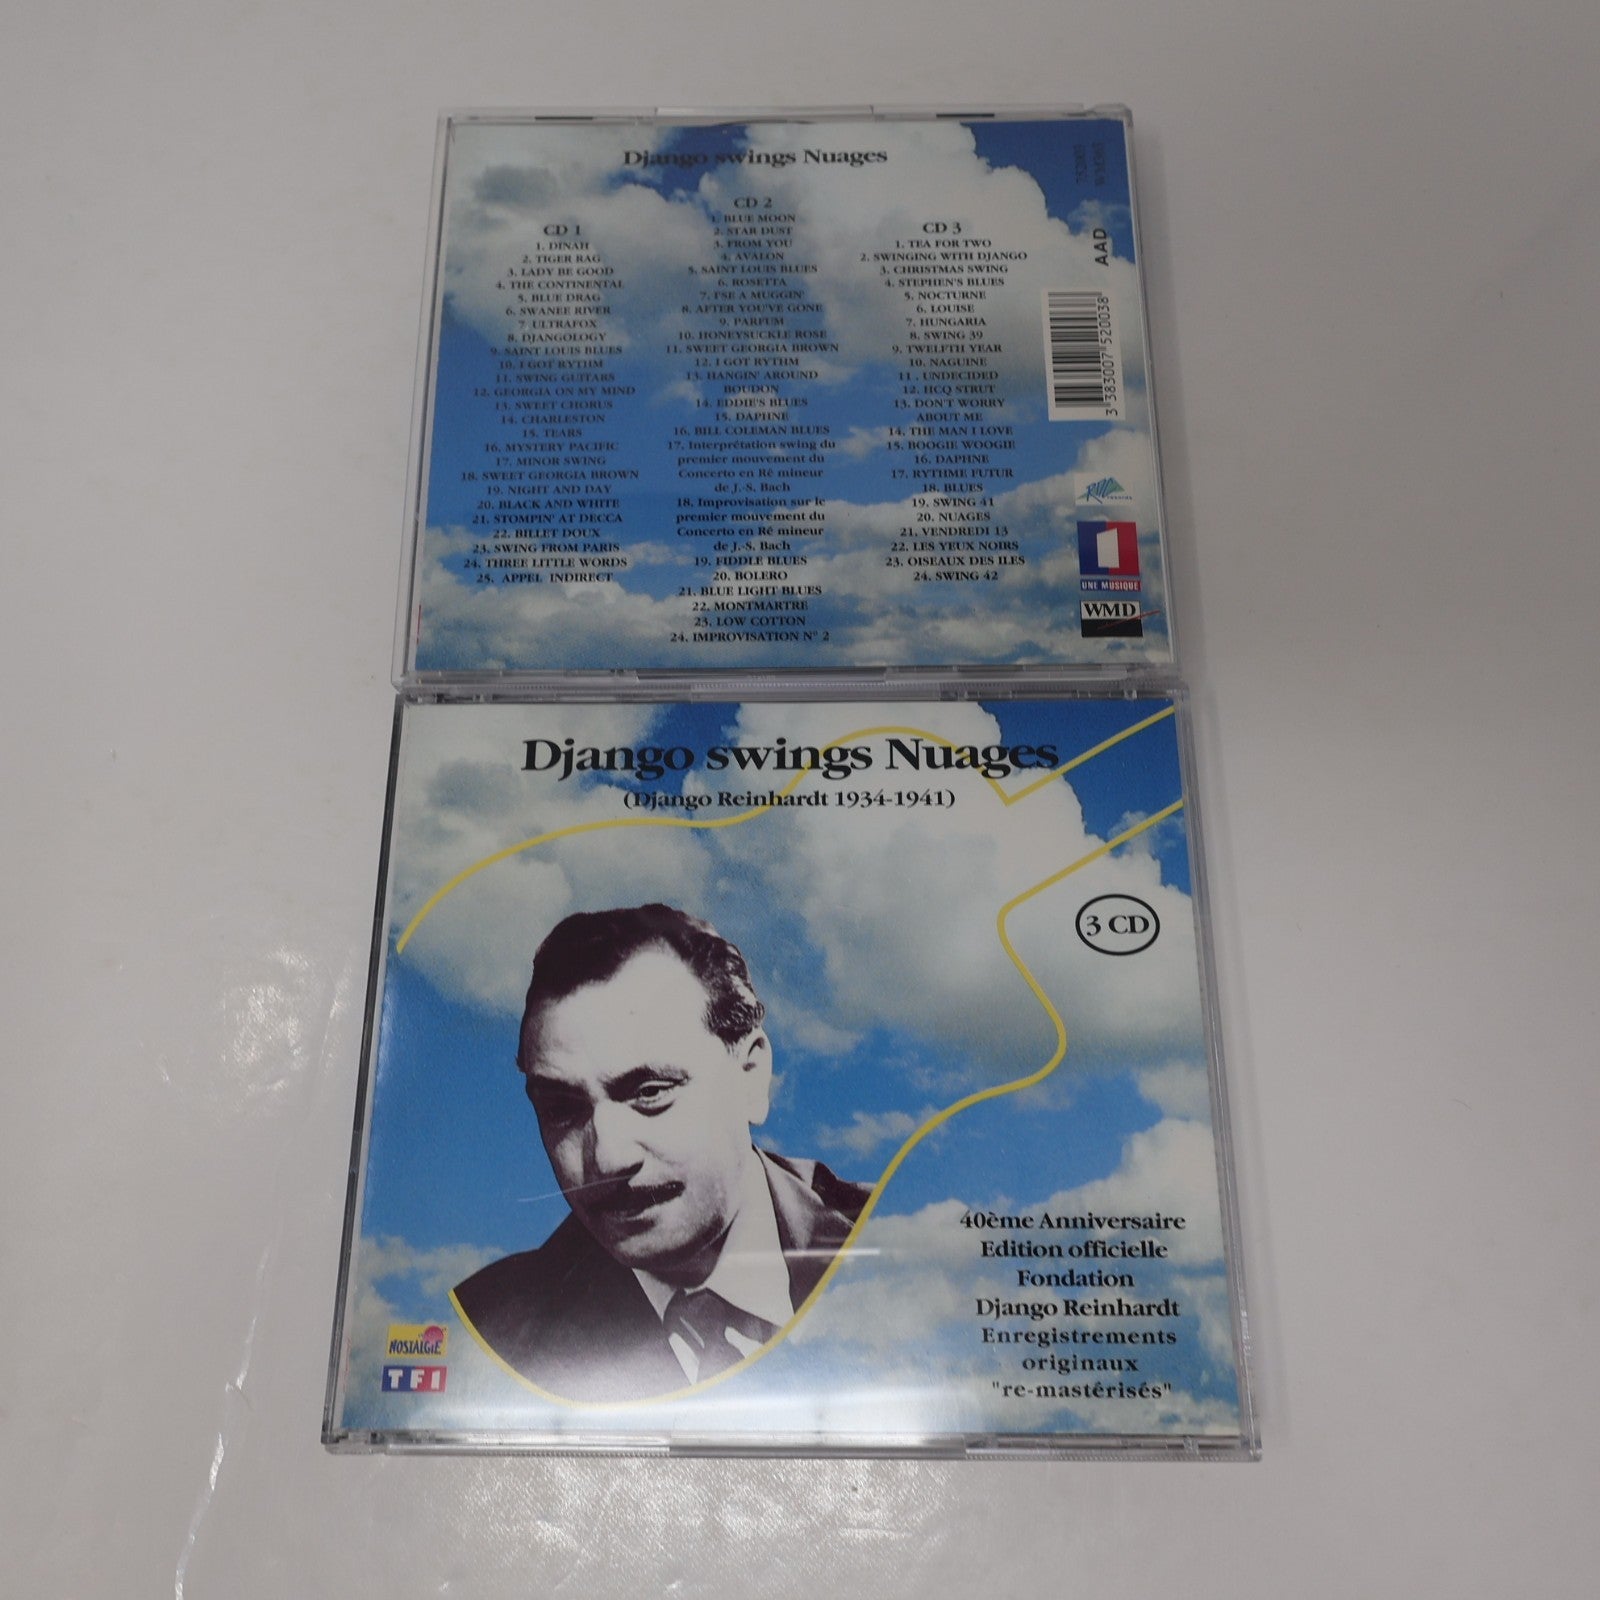 Django swings Nuages
CD 1
1. DINAH
2. TIGER RAG
3. LADY BE GOOD
4. THE CONTINENTAL
5. BLUE DRAG
6. SWANEE RIVER
7 ULTRAFOX
8. DJANGOLOGY
9. SAINT LOUIS BLUES
10. I GOT RYTHM
11. SWING GUITARS
12. GEORGIA ON MY MIND
13. SWEET CHORUS
14. CHARLESTON
15. TEARS
16. MYSTERY PACIFIC
17. MINOR SWING
18. SWEET GEORGIA BROWN
19. NIGHT AND DAY
20. BLACK AND WHITE
21. STOMPIN' AT DECCA
22. BILLET DOUX
23. SWING FROM PARIS
24. THREE LITTLE WORDS
25. APPEL INDIRECT
CD 2
1. BLUE MOON
2. STAR DUST
3. FROM YOU
4. AVALON
5. SAINT LOUIS BLUES
6. ROSETTA
7. I'SE A MUGGIN'
8. AFTER YOU'VE GONE
9. PARFUM
10. HONEYSUCKLE ROSE
11. SWEET GEORGIA BROWN
12. I GOT RYTHM
13. HANGIN' AROUND
BOUDON
14. EDDIE'S BLUES
15. DAPHNE
16. BILL COLEMAN BLUES
17. Interprétation swing du
premier mouvement du
Concerto en Ré mineur
de J.-S. Bach
18. Improvisation sur le
premier mouvement du
Concerto en Ré mineur
de J.-S. Bach
19. FIDDLE BLUES
20. BOLERO
21. BLUE LIGHT BLUES
22. MONTMARTRE
23. LOW COTTON
24. IMPROVISATION N° 2
CD 3
1. TEA FOR TWO
2. SWINGING WITH DJANGO
3. CHRISTMAS SWING
4. STEPHEN'S BLUES
5. NOCTURNE
6. LOUISE
7. HUNGARIA
8. SWING 39
9. TWELFTH YEAR
10. NAGUINE
11 . UNDECIDED
12. HCQ STRUT
13. DON'T WORRY
ABOUT ME
14. THE MAN I LOVE
15. BOOGIE WOOGIE
16. DAPHNE
17. RYTHME FUTUR
18. BLUES
19. SWING 41
20. NUAGES
21. VENDREDI 13
22. LES YEUX NOIRS
23. OISEAUX DES ILES
24. SWING 42
AAD
3 383007 520038
1
UNE MUSIQUE
WMD
Django swings Nuages
(Django Reinhardt 1934-1941)
3 CD
40ème Anniversaire
Edition officielle
Fondation
Django Reinhardt
Enregistrements
originaux
"re-mastérisés"
NOSTALGIE
TF1